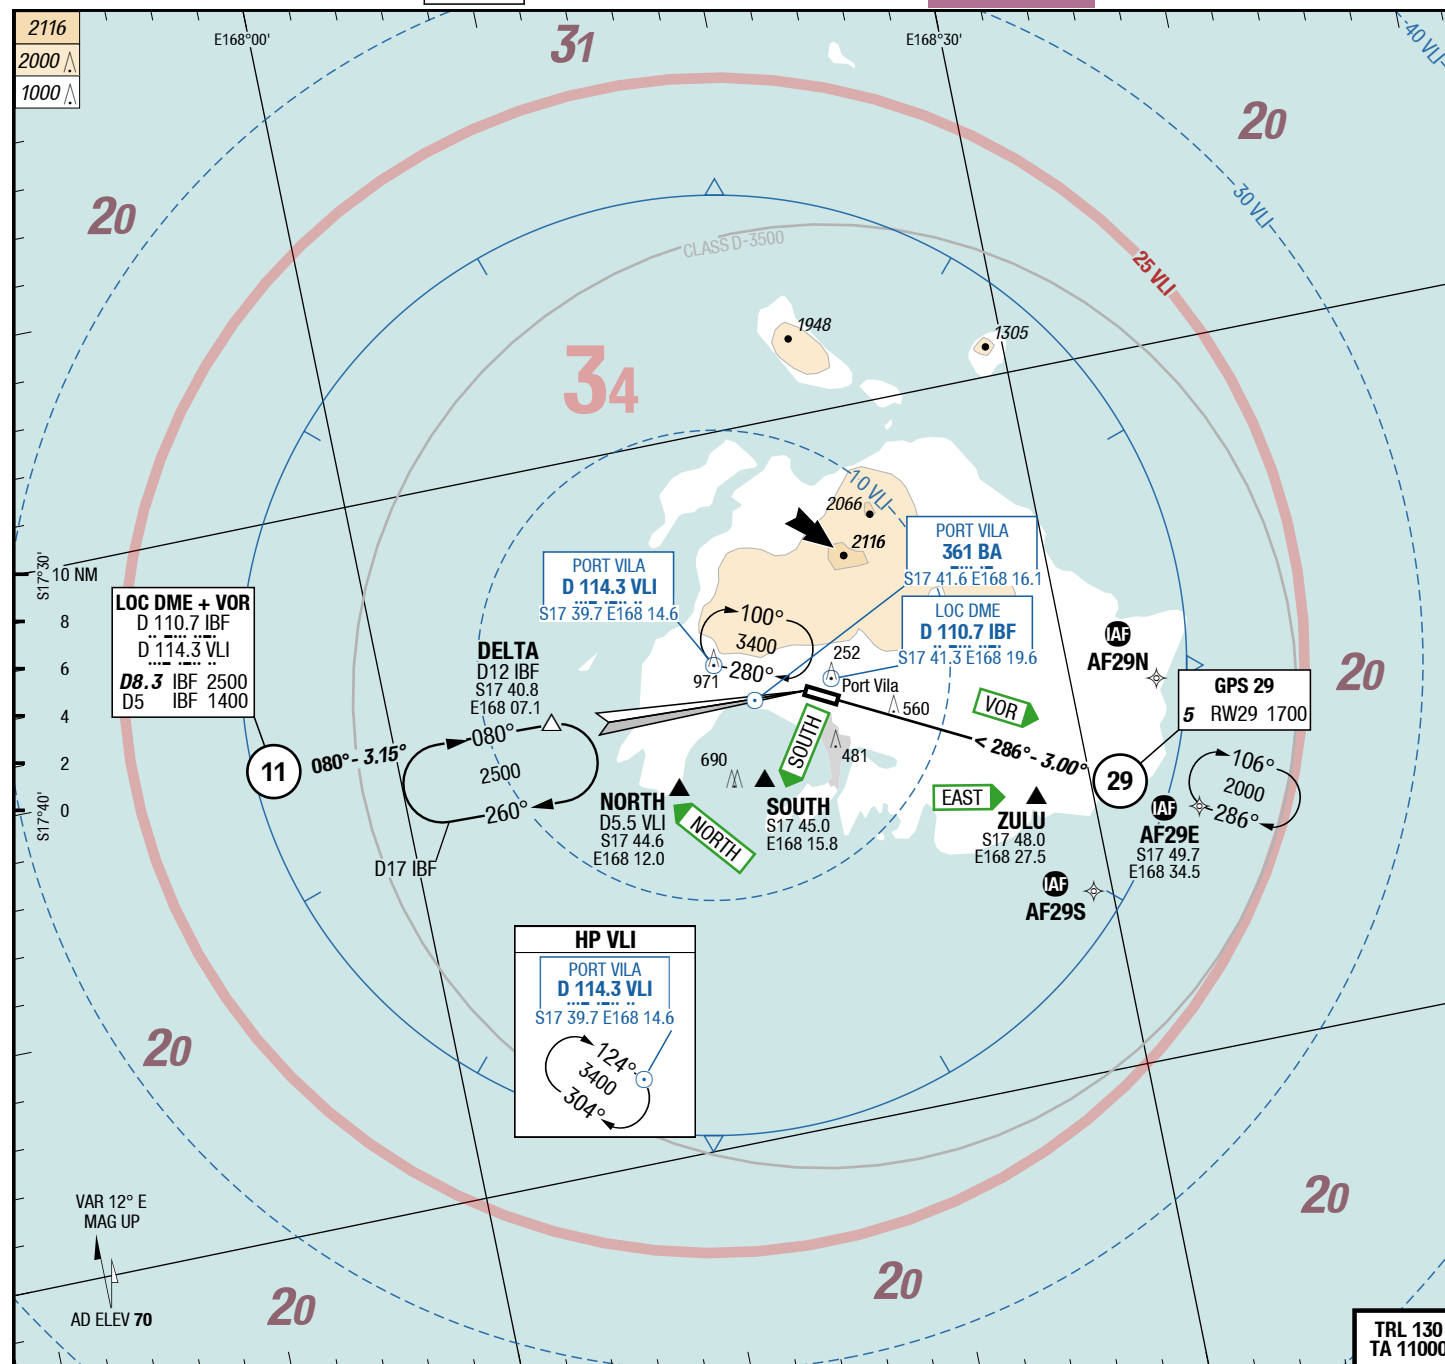 2116
2000
1000
E168°00'
31
E168°30'
40 VLI
20
20
30 VLI
25 VLI
CLASS D-3500
1948
1305
34
10 VLI
2066
2116
PORT VILA
361 BA
S17 41.6 E168 16.1
PORT VILA
D 114.3 VLI
S17 39.7 E168 14.6
LOC DME
D 110.7 IBF
S17 41.3 E168 19.6
S17°30'
10 NM
8
6
4
2
0
S17°40'
LOC DME + VOR
D 110.7 IBF
D 114.3 VLI
D8.3 IBF 2500
D5 IBF 1400
100°
3400
280°
971
252
Port Vila
560
481
690
DELTA
D12 IBF
S17 40.8
E168 07.1
IAF
AF29N
20
GPS 29
5 RW29 1700
VOR
SOUTH
11
080°- 3.15°
080°
2500
260°
D17 IBF
< 286°- 3.00°
29
106°
2000
286°
EAST
ZULU
S17 48.0
E168 27.5
IAF
AF29E
S17 49.7
E168 34.5
NORTH
D5.5 VLI
S17 44.6
E168 12.0
NORTH
SOUTH
S17 45.0
E168 15.8
IAF
AF29S
HP VLI
PORT VILA
D 114.3 VLI
S17 39.7 E168 14.6
124°
3400
304°
20
20
20
20
VAR 12° E
MAG UP
AD ELEV 70
TRL 130
TA 11000